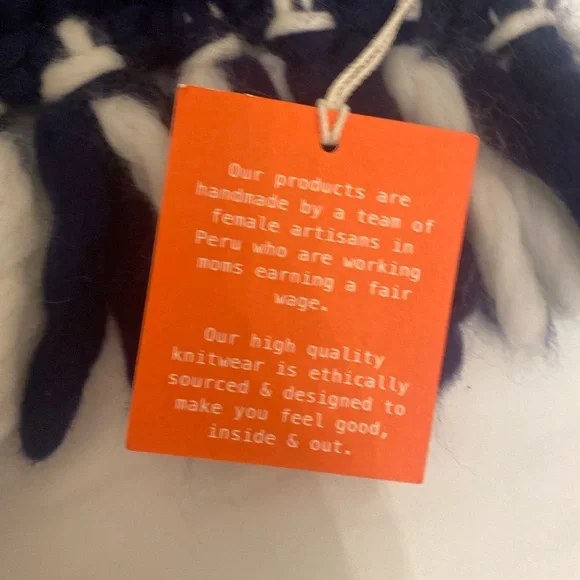 Our products are
handmade by a team of
female artisans in
Peru who are working
moms earning a fair
wage.
Our high quality
knitwear is ethically
sourced & designed to
make you feel good,
inside & out.